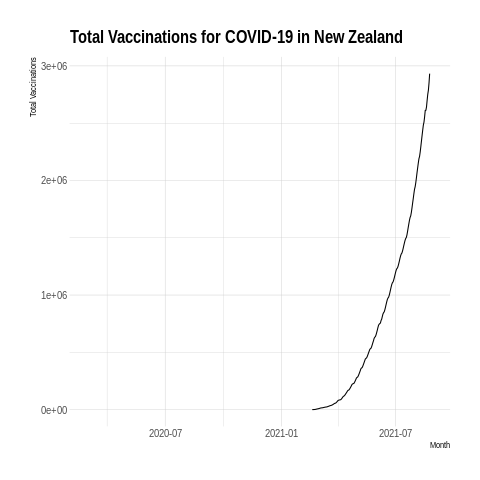 Total Vaccinations for COVID-19 in New Zealand
Total Vaccinations
3e+06
2e+06
1e+06
0e+00
2020-07 2021-01 2021-07
Month